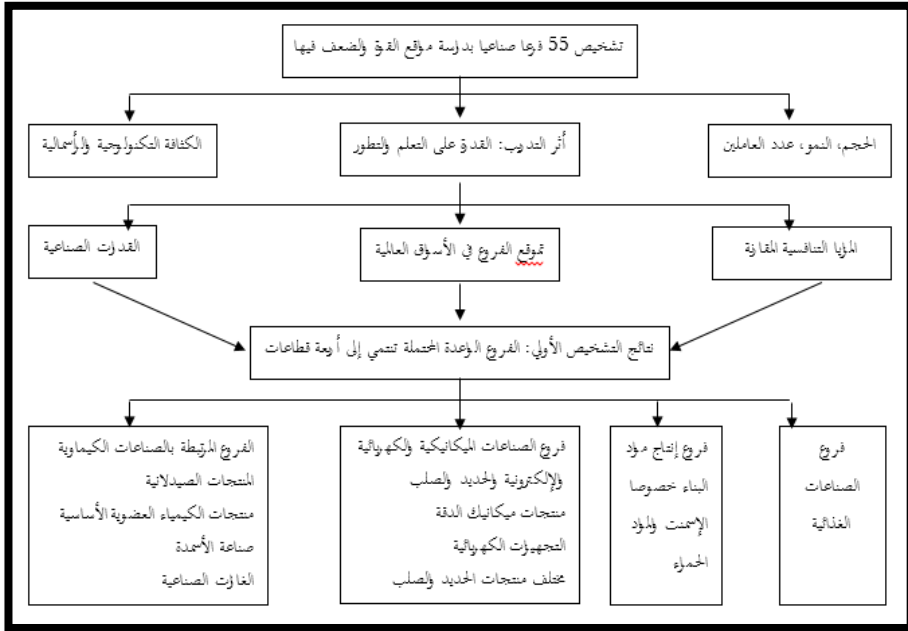 تشخيص 55 فرعا صناعيا بدراسة مواقع القوة والضعف فيها
الحجم، النمو، عدد العاملين
أثر التدريب: القدرة على التعلم والتطور
الكثافة التكنولوجية والرأسمالية
المزايا التنافسية المقارنة
تموقع الفروع في الأسواق العالمية
القدرات الصناعية
نتائج التشخيص الأولي: الفروع الواعدة المحتملة تنتمي إلى أربعة قطاعات
فروع
الصناعات
الغذائية
فروع إنتاج مواد
البناء خصوصا
الإسمنت والمواد
الحمراء
فروع الصناعات الميكانيكية والكهربائية
والإلكترونية والحديد والصلب
منتجات ميكانيك الدقة
التجهيزات الكهربائية
مختلف منتجات الحديد والصلب
الفروع المرتبطة بالصناعات الكيماوية
المنتجات الصيدلانية
منتجات الكيمياء العضوية الأساسية
صناعة الأسمدة
الغازات الصناعية